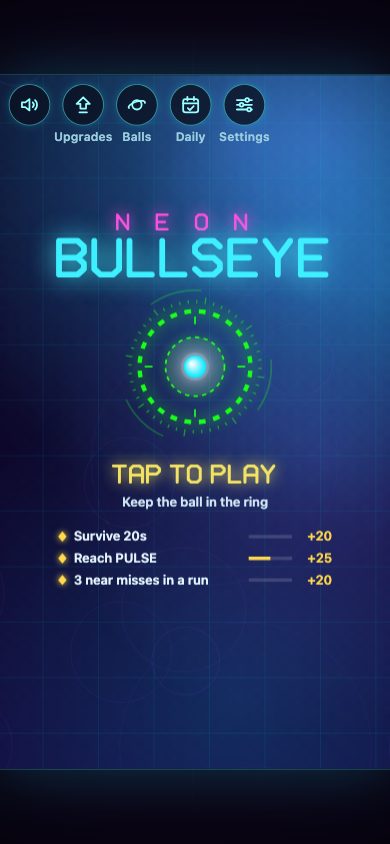 Upgrades Balls Daily Settings
NEON
BULLSEYE
TAP TO PLAY
Keep the ball in the ring
Survive 20s +20
Reach PULSE +25
3 near misses in a run +20